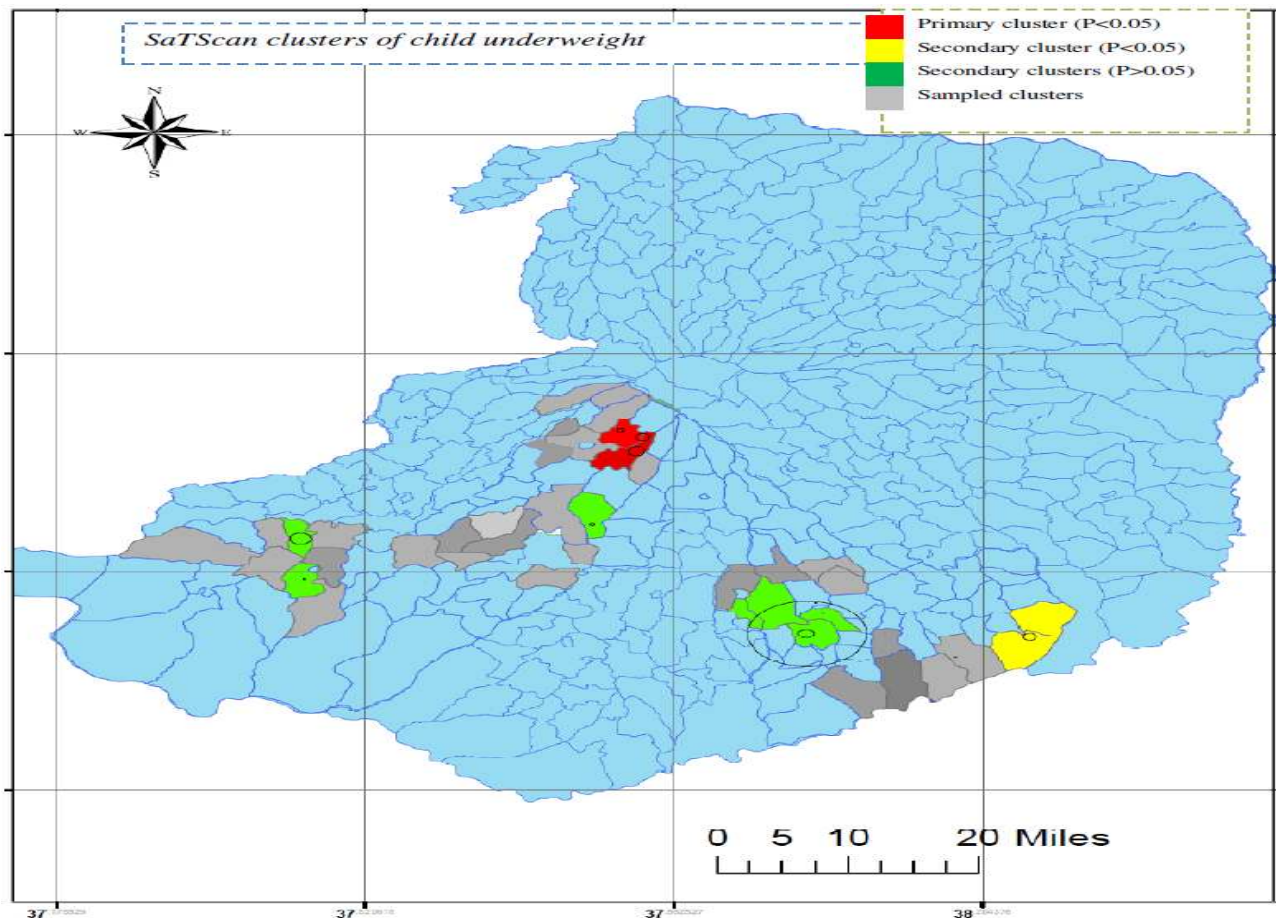 SaTScan clusters of child underweight
Primary cluster (P<0.05)
Secondary cluster (P<0.05)
Secondary clusters (P>0.05)
Sampled clusters
N
W E
S
0 5 10 20 Miles
37 37 37 38